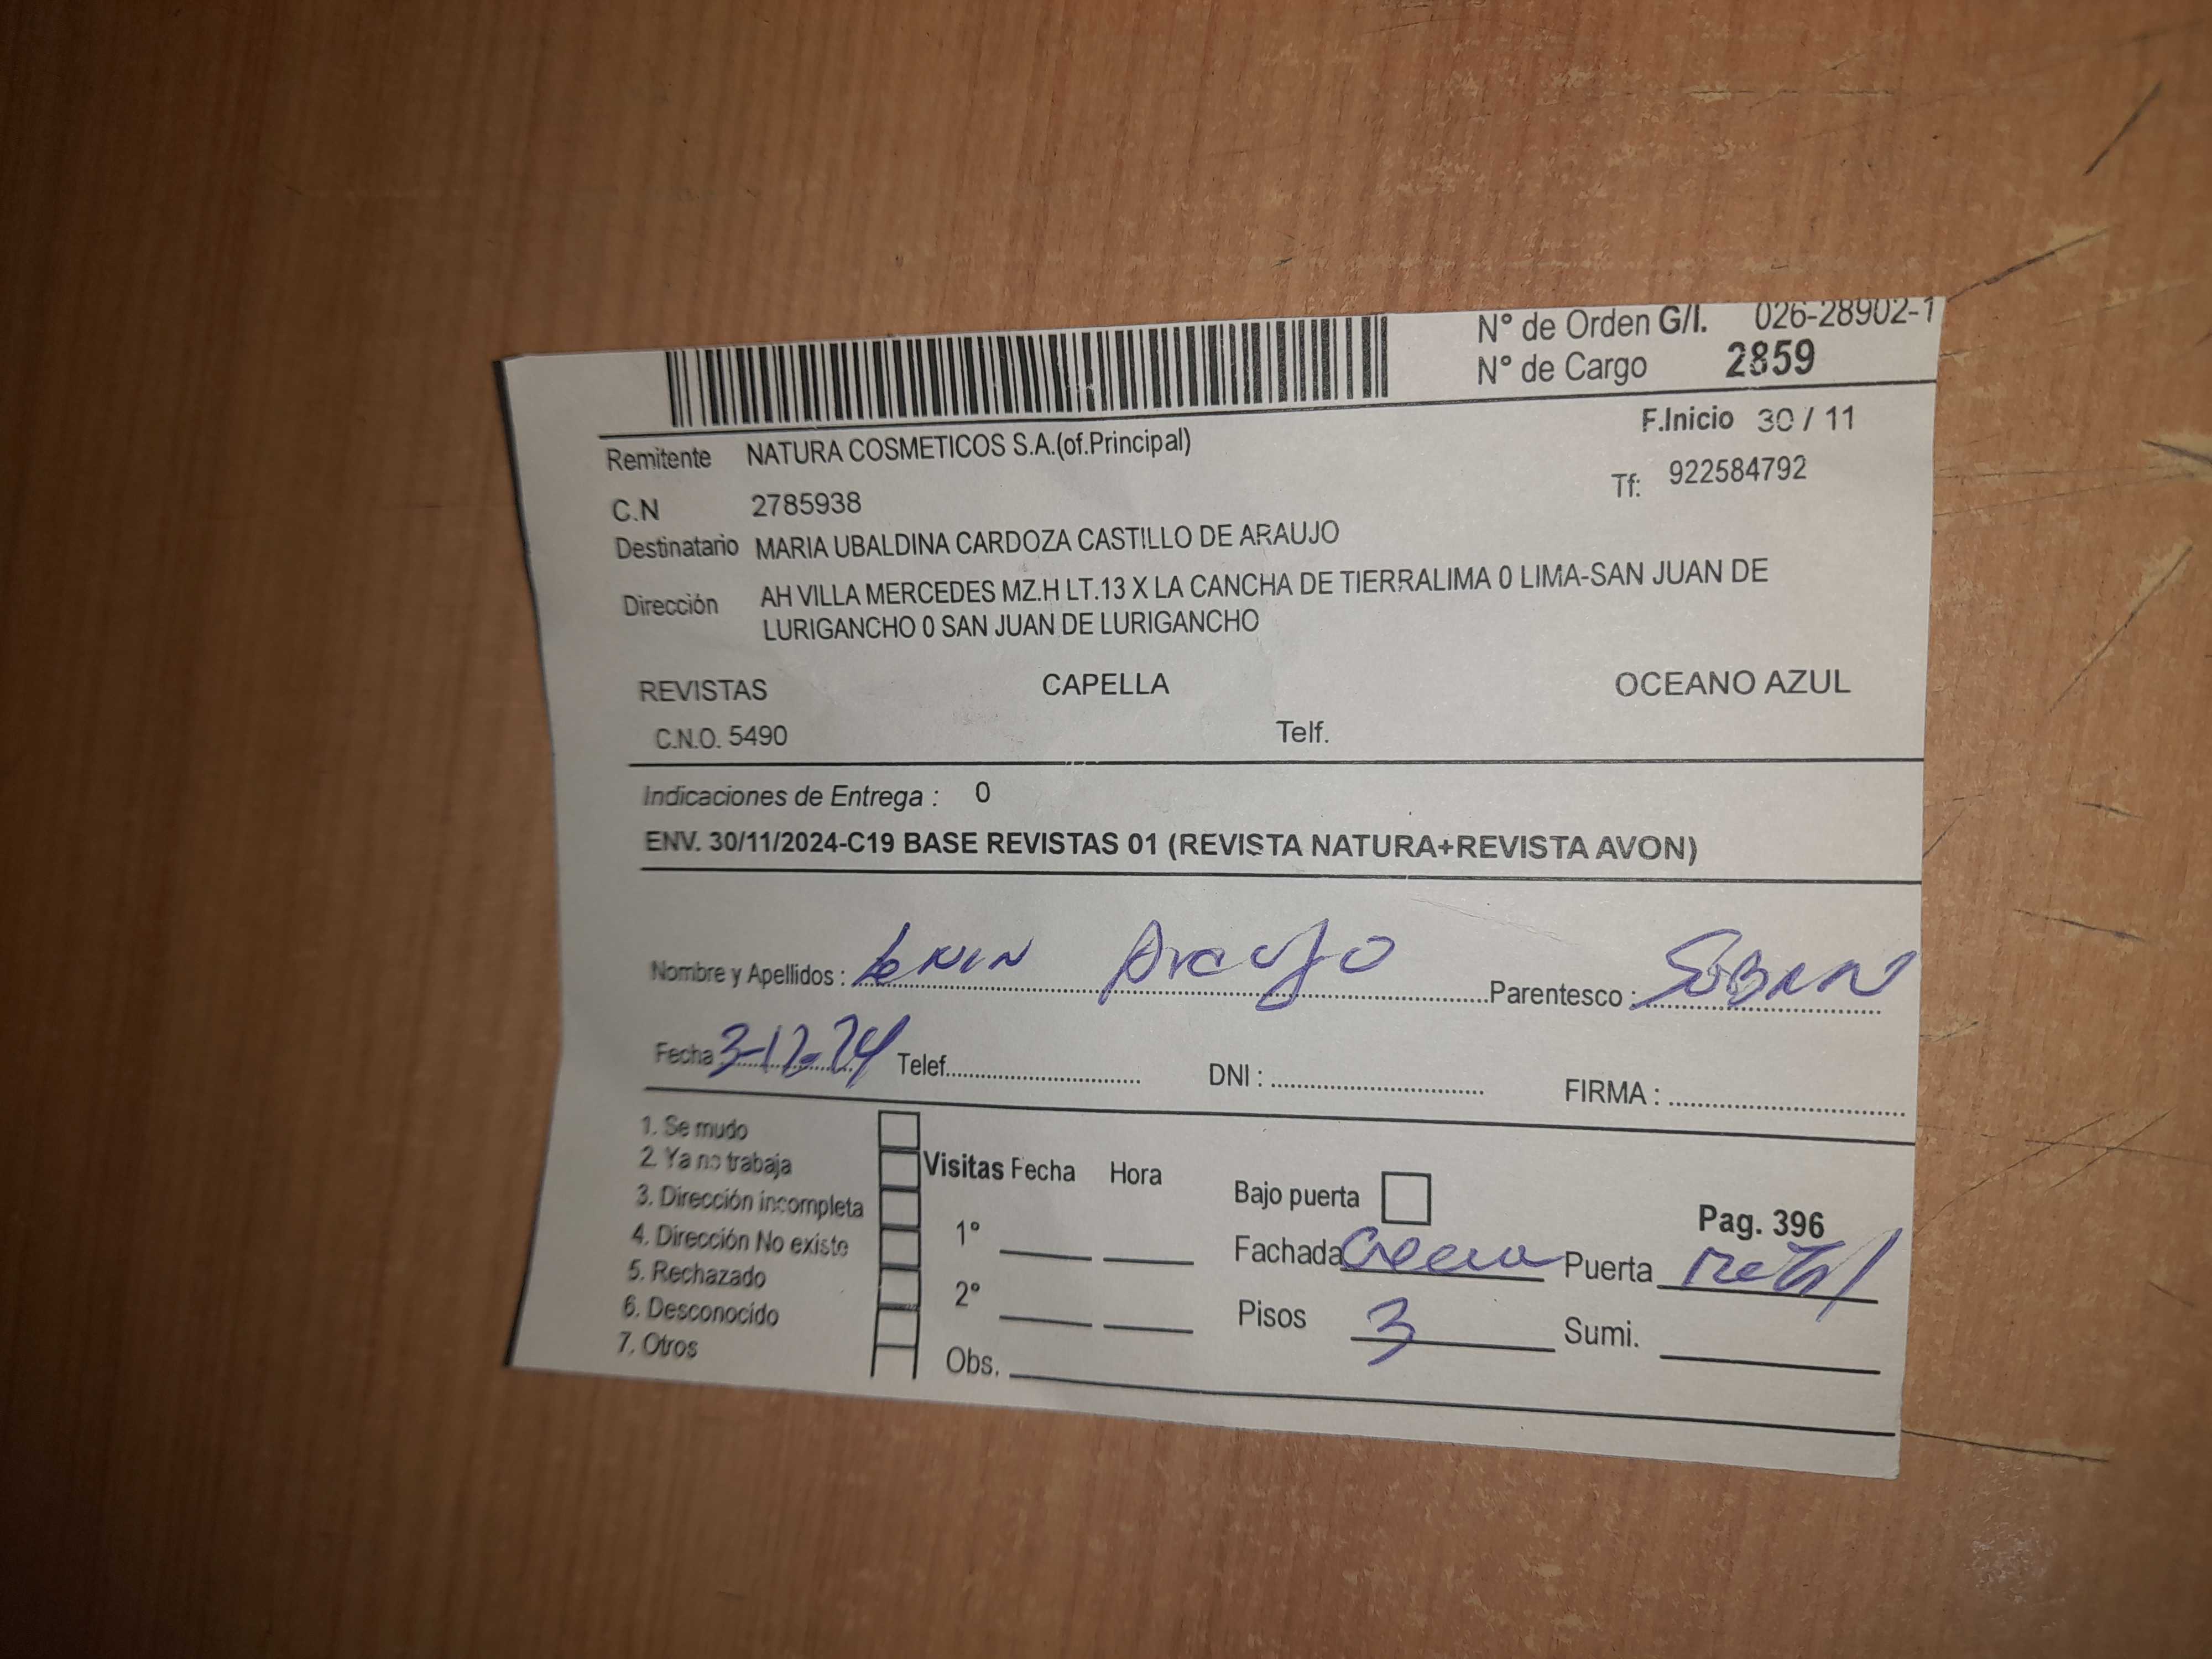 N° de Orden G/I. 026-28902-1
N° de Cargo 2859
F.Inicio 30 / 11
Remitente NATURA COSMETICOS S.A.(of.Principal)
Tf: 922584792
C.N 2785938
Destinatario MARIA UBALDINA CARDOZA CASTILLO DE ARAUJO
Dirección AH VILLA MERCEDES MZ.H LT.13 X LA CANCHA DE TIERRALIMA 0 LIMA-SAN JUAN DE
LURIGANCHO 0 SAN JUAN DE LURIGANCHO
REVISTAS CAPELLA OCEANO AZUL
C.N.O. 5490 Telf.
Indicaciones de Entrega : 0
ENV. 30/11/2024-C19 BASE REVISTAS 01 (REVISTA NATURA+REVISTA AVON)
Nombre y Apellidos : Lenin Araujo Parentesco :
Fecha 3-12-24 Telef. DNI : FIRMA :
1. Se mudo
2. Ya no trabaja
3. Dirección incompleta
4. Dirección No existe
5. Rechazado
6. Desconocido
7. Otros
Visitas Fecha Hora
1°
2°
Obs.
Bajo puerta
Pag. 396
Fachada crema Puerta metal
Pisos 3 Sumi.